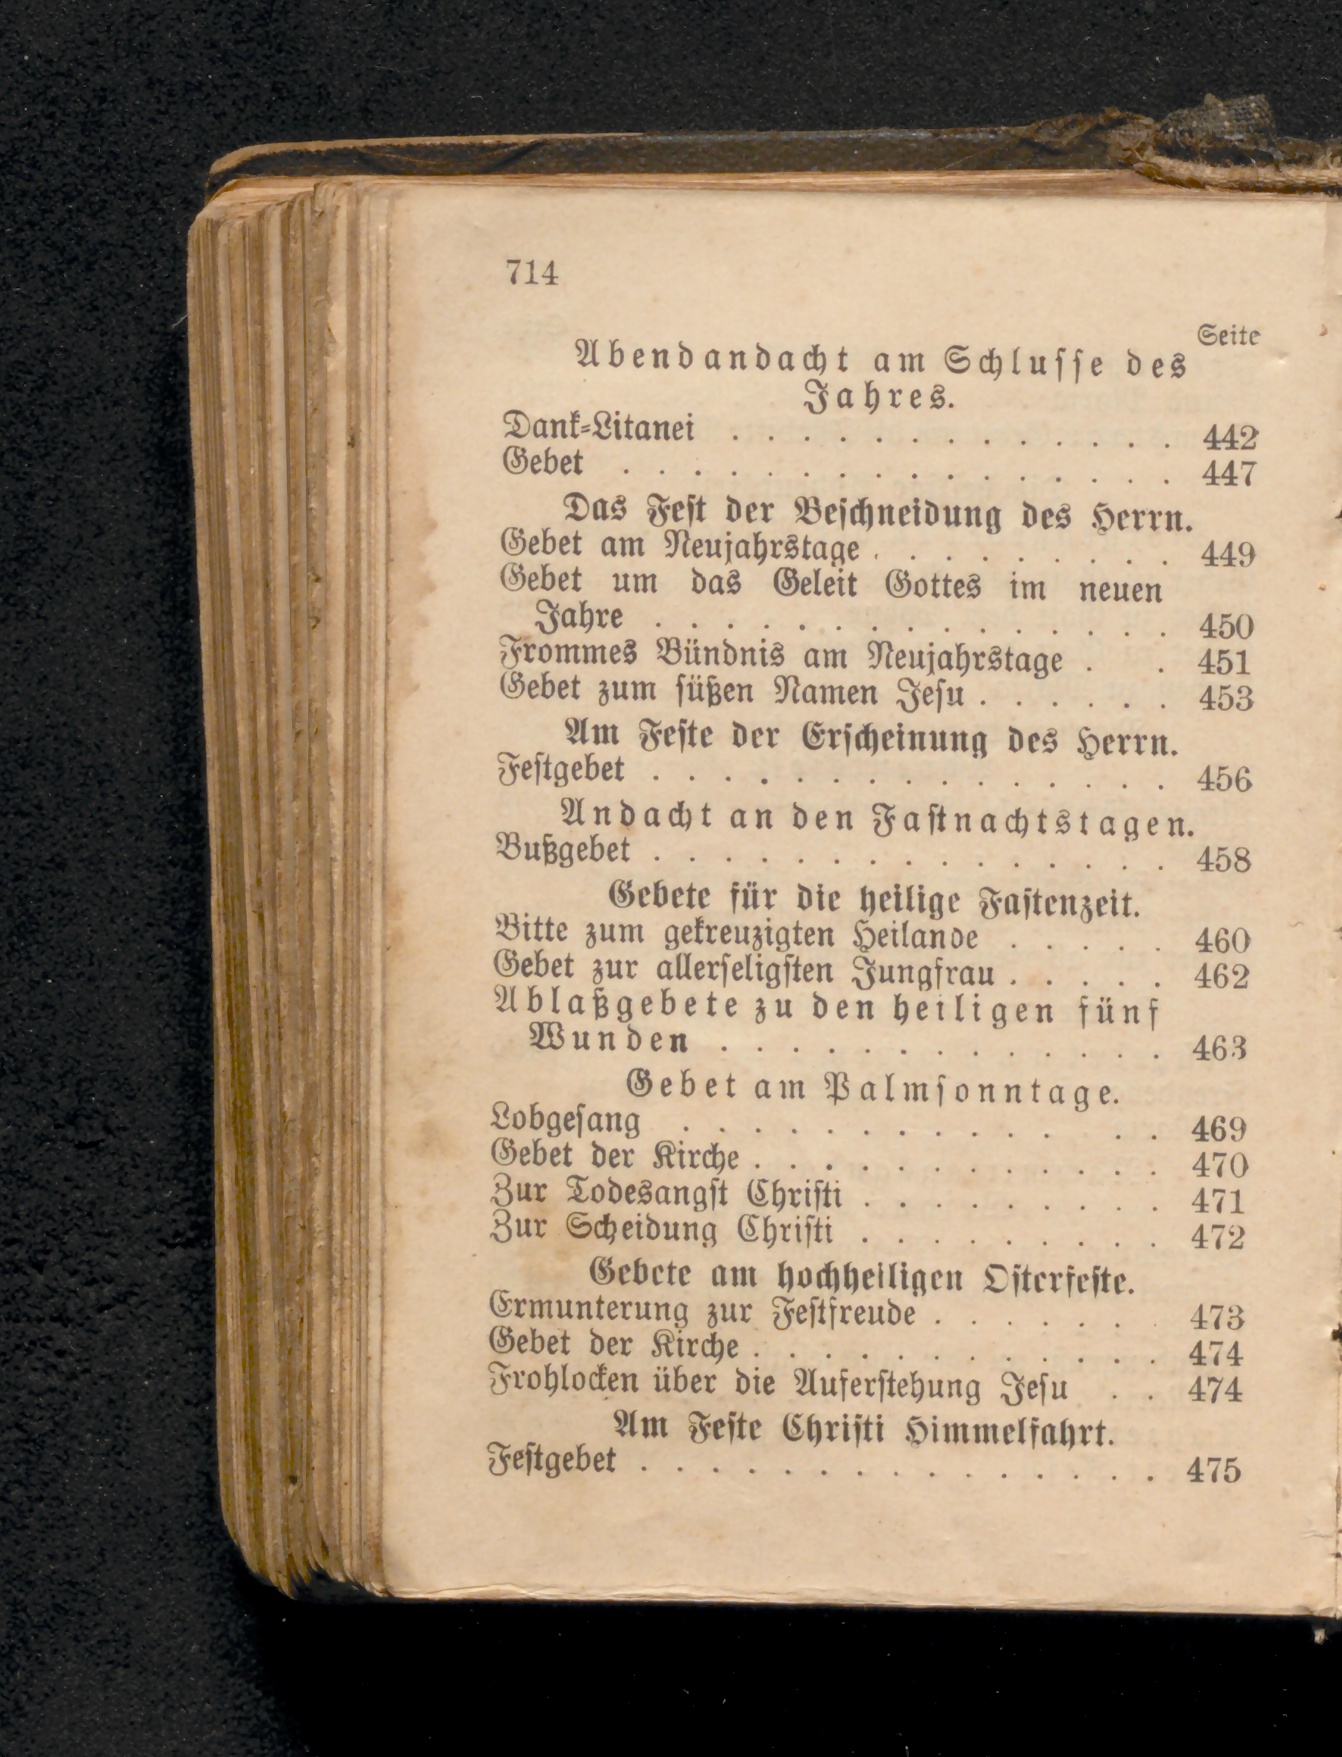 714
Seite
Abendandacht am Schlusse des
Jahres.
Dank-Litanei . . . . . . . . . . . . . 442
Gebet . . . . . . . . . . . . . . . . 447
Das Fest der Beschneidung des Herrn.
Gebet am Neujahrstage . . . . . . . . . 449
Gebet um das Geleit Gottes im neuen
Jahre . . . . . . . . . . . . . . . 450
Frommes Bündnis am Neujahrstage . . 451
Gebet zum süßen Namen Jesu . . . . . . 453
Am Feste der Erscheinung des Herrn.
Festgebet . . . . . . . . . . . . . . . 456
Andacht an den Fastnachtstagen.
Bußgebet . . . . . . . . . . . . . . . 458
Gebete für die heilige Fastenzeit.
Bitte zum gekreuzigten Heilande . . . . . 460
Gebet zur allerseligsten Jungfrau . . . . . 462
Ablaßgebete zu den heiligen fünf
Wunden . . . . . . . . . . . . . 463
Gebet am Palmsonntage.
Lobgesang . . . . . . . . . . . . . 469
Gebet der Kirche . . . . . . . . . . . . 470
Zur Todesangst Christi . . . . . . . . . 471
Zur Scheidung Christi . . . . . . . . . 472
Gebete am hochheiligen Osterfeste.
Ermunterung zur Festfreude . . . . . . . 473
Gebet der Kirche . . . . . . . . . . . . 474
Frohlocken über die Auferstehung Jesu . . 474
Am Feste Christi Himmelfahrt.
Festgebet . . . . . . . . . . . . . . . 475